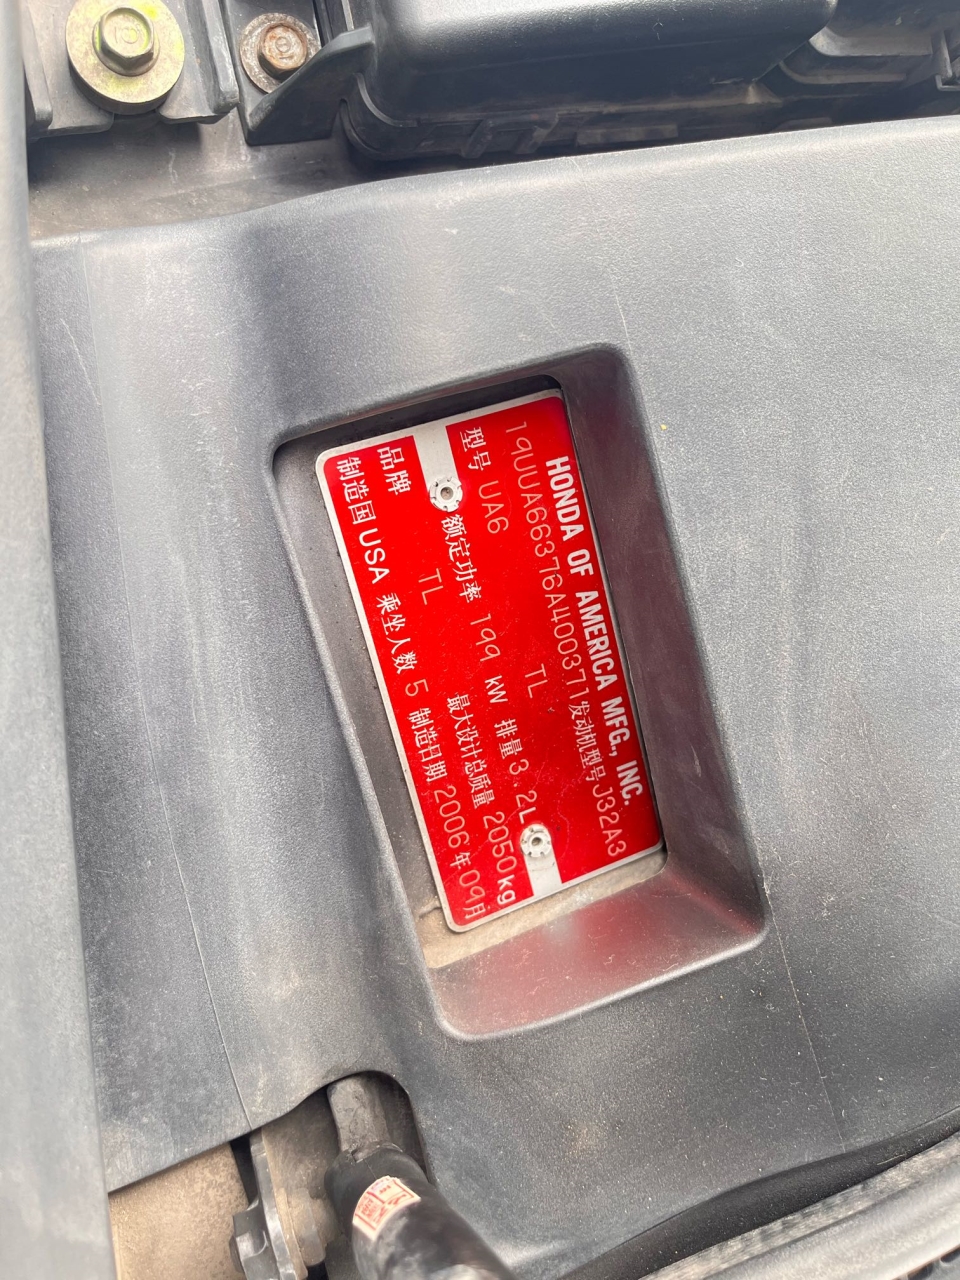 HONDA OF AMERICA MFG., INC.
19UUA66376A400371 发动机型号 J32A3
型号 UA6 TL 排量 3.2L
额定功率 199 kW 最大设计总质量 2050kg
品牌 TL
制造国 USA 乘坐人数 5 制造日期 2006年09月